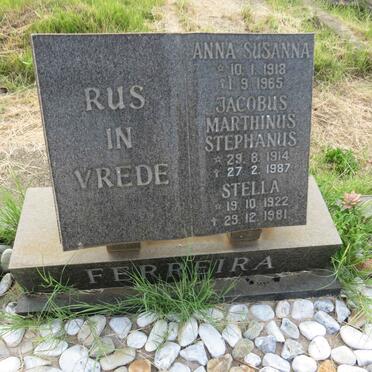 RUS
IN
VREDE
ANNA SUSANNA
☆ 10. 1. 1912
✝ 1. 9. 1965
JACOBUS
MARTHINUS
STEPHANUS
☆ 29. 8. 1914
✝ 27. 2. 1987
STELLA
☆ 19. 10. 1922
✝ 23. 12. 1981
FERREIRA